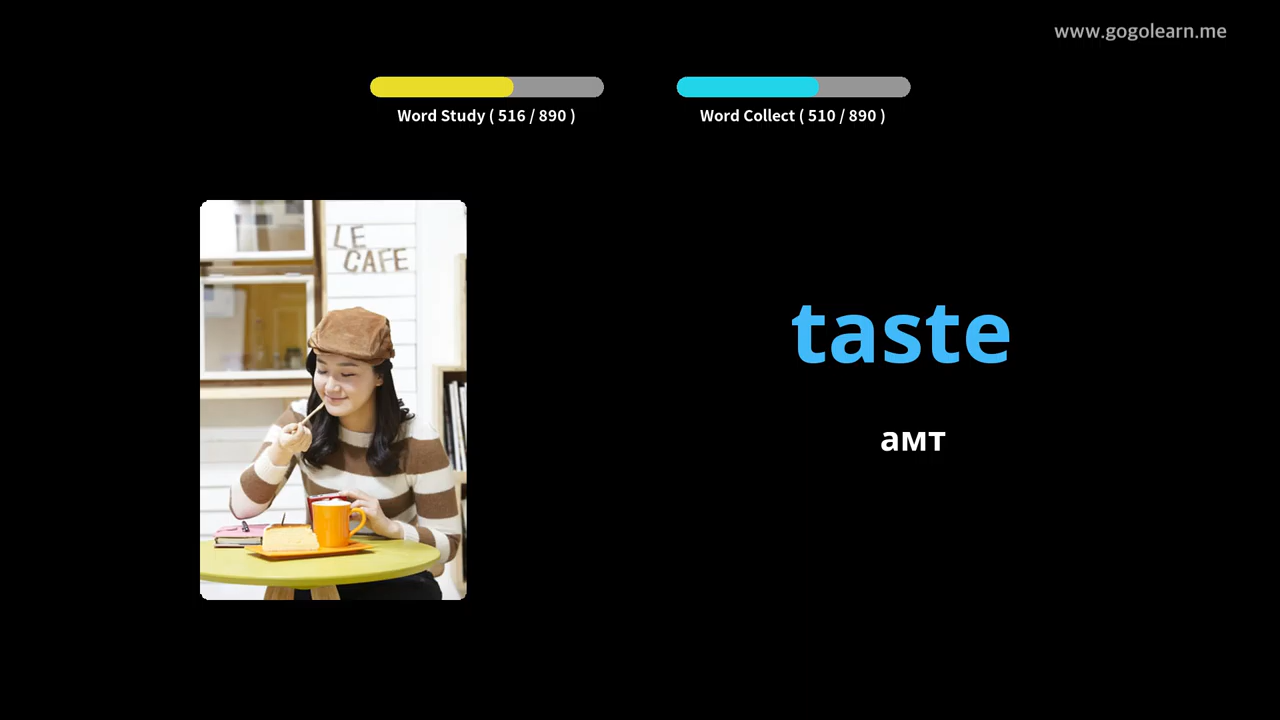 www.gogolearn.me
Word Study ( 516 / 890 )
Word Collect ( 510 / 890 )
LE
CAFE
taste
амт